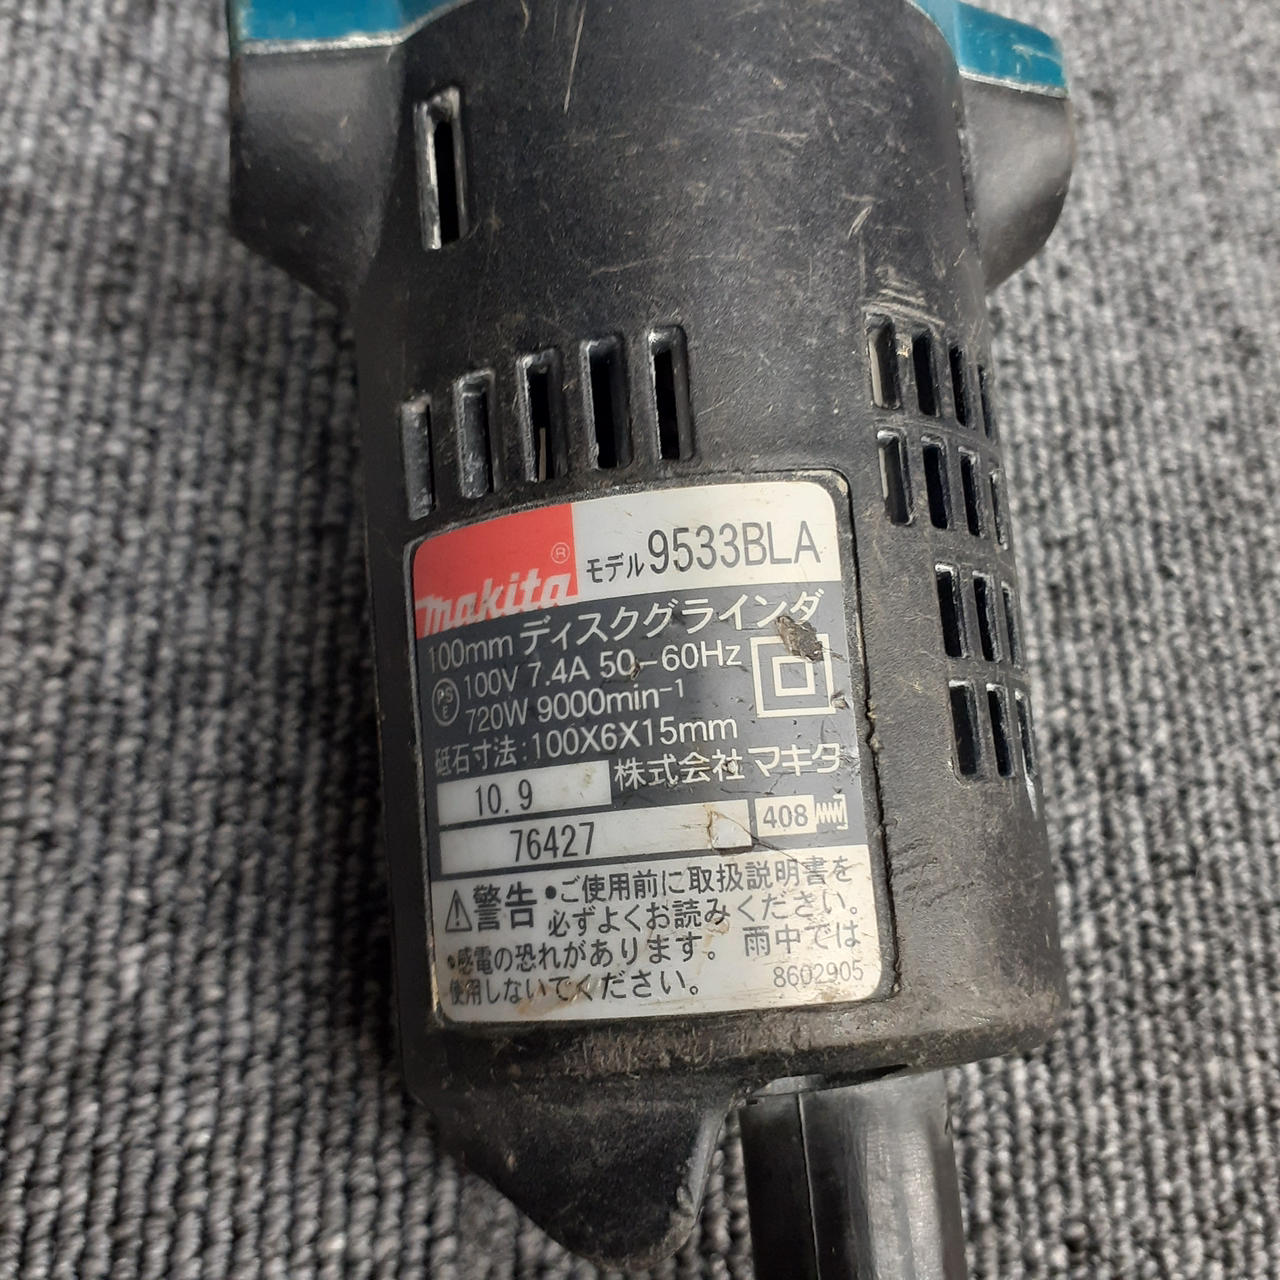 makita®
モデル 9533BLA
100mm ディスクグラインダ
PSE 100V 7.4A 50-60Hz
720W 9000min⁻¹
砥石寸法:100X6X15mm
株式会社 マキタ
10.9
76427
408
警告 •ご使用前に取扱説明書を
必ずよくお読みください。
•感電の恐れがあります。雨中では
使用しないでください。
8602905